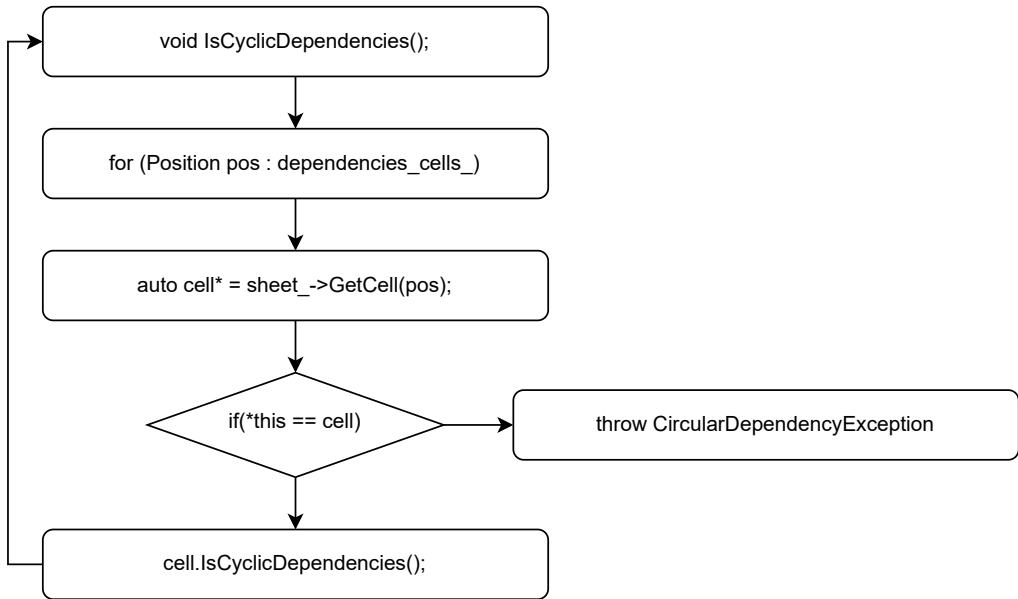 void IsCyclicDependencies();
for (Position pos : dependencies_cells_)
auto cell* = sheet_->GetCell(pos);
if(*this == cell)
throw CircularDependencyException
cell.IsCyclicDependencies();